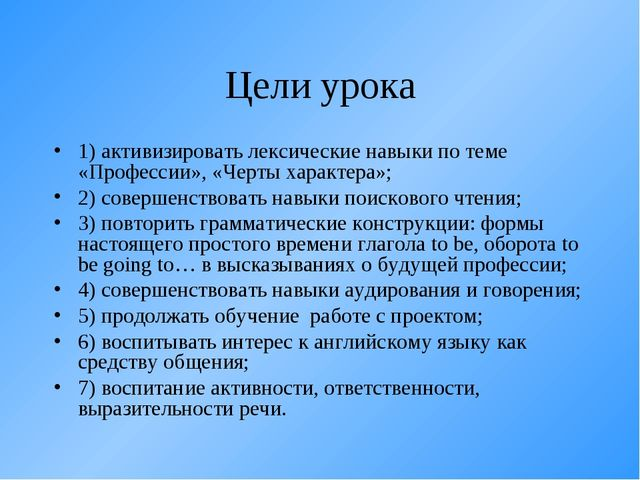 Цели урока
• 1) активизировать лексические навыки по теме
«Профессии», «Черты характера»;
• 2) совершенствовать навыки поискового чтения;
• 3) повторить грамматические конструкции: формы
настоящего простого времени глагола to be, оборота to
be going to… в высказываниях о будущей профессии;
• 4) совершенствовать навыки аудирования и говорения;
• 5) продолжать обучение  работе с проектом;
• 6) воспитывать интерес к английскому языку как
средству общения;
• 7) воспитание активности, ответственности,
выразительности речи.